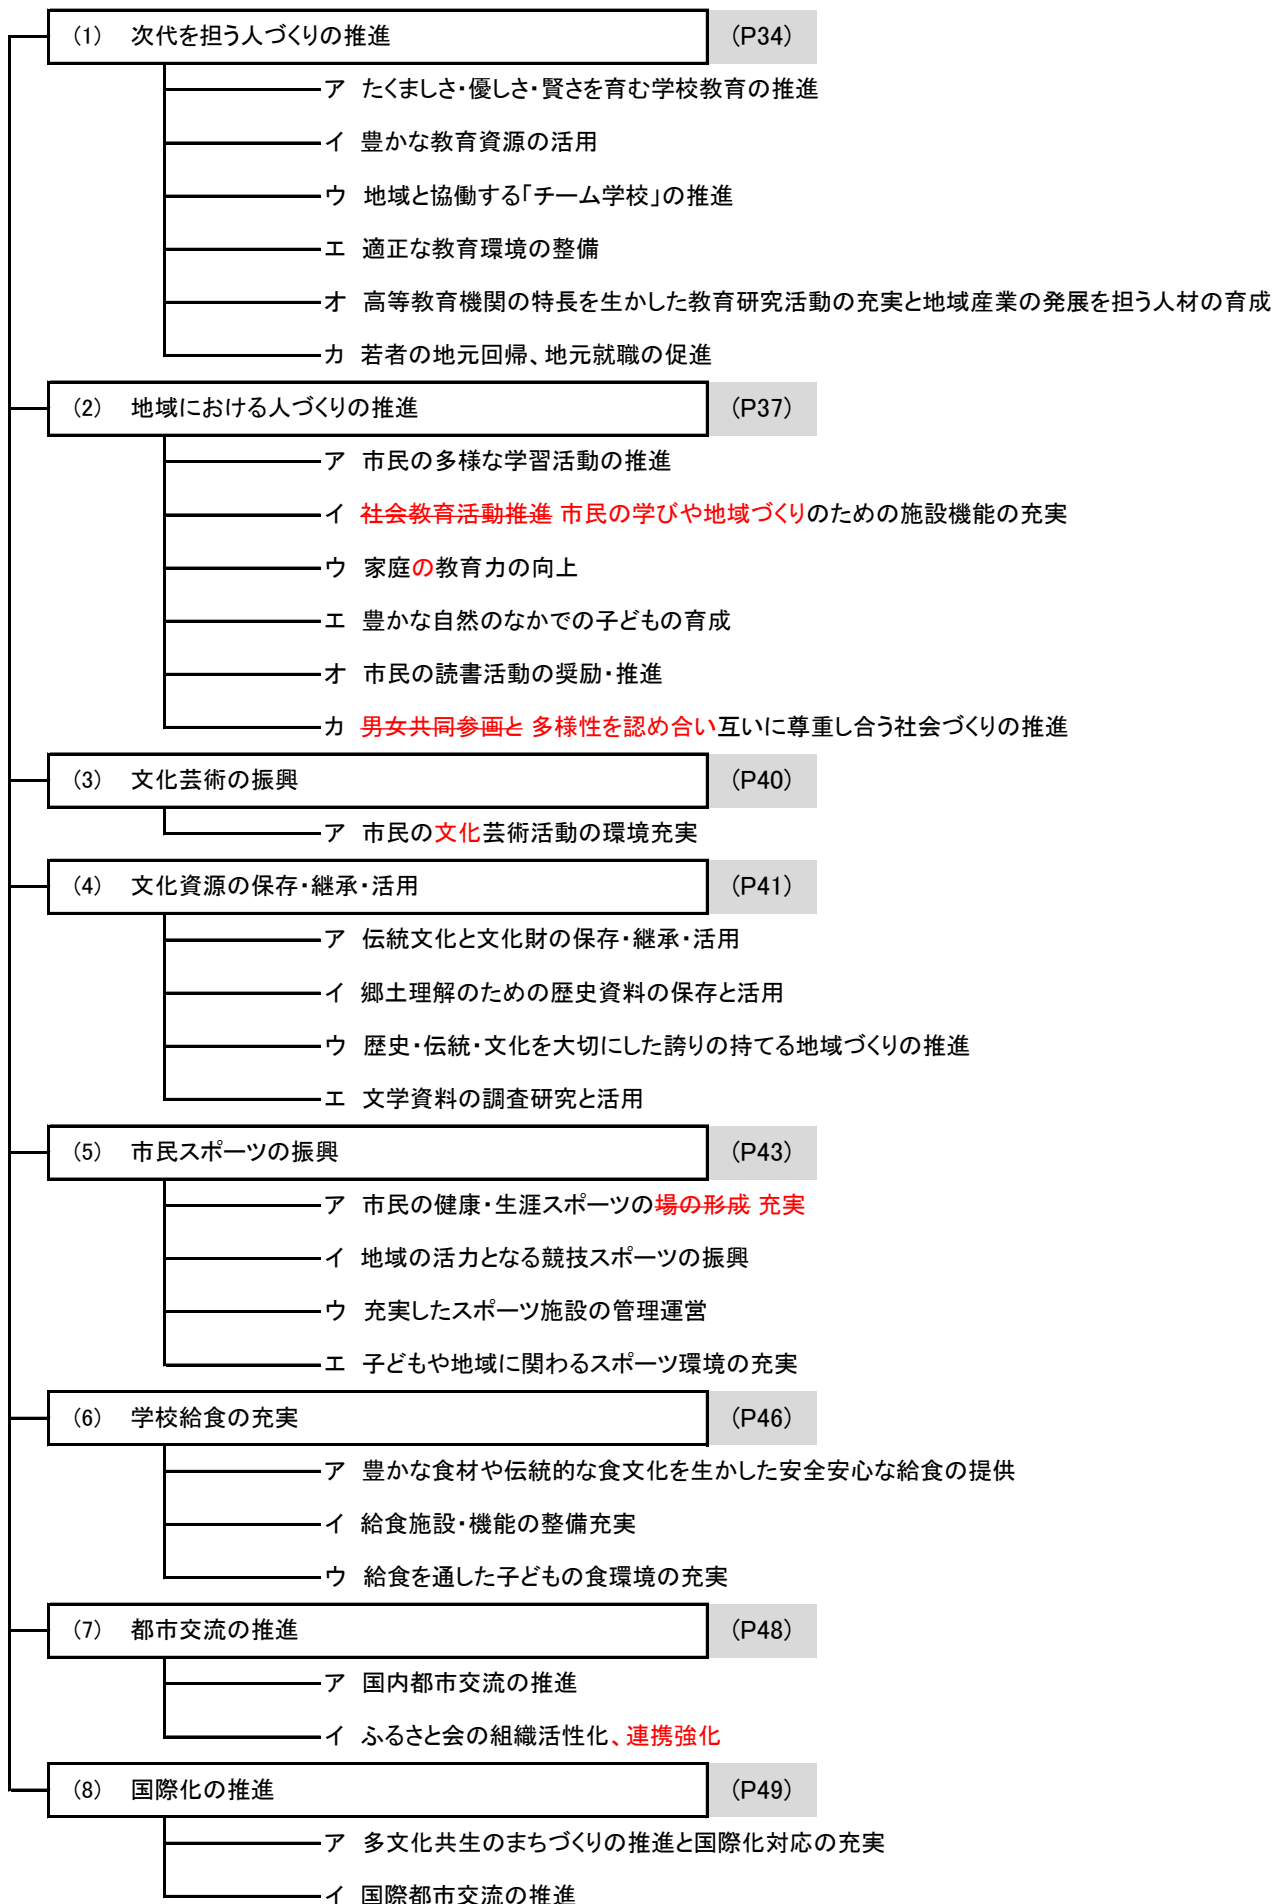 (1) 次代を担う人づくりの推進 (P34)
ア たくましさ・優しさ・賢さを育む学校教育の推進
イ 豊かな教育資源の活用
ウ 地域と協働する「チーム学校」の推進
エ 適正な教育環境の整備
オ 高等教育機関の特長を生かした教育研究活動の充実と地域産業の発展を担う人材の育成
カ 若者の地元回帰、地元就職の促進
(2) 地域における人づくりの推進 (P37)
ア 市民の多様な学習活動の推進
イ 社会教育活動推進 市民の学びや地域づくりのための施設機能の充実
ウ 家庭の教育力の向上
エ 豊かな自然のなかでの子どもの育成
オ 市民の読書活動の奨励・推進
カ 男女共同参画と 多様性を認め合い互いに尊重し合う社会づくりの推進
(3) 文化芸術の振興 (P40)
ア 市民の文化芸術活動の環境充実
(4) 文化資源の保存・継承・活用 (P41)
ア 伝統文化と文化財の保存・継承・活用
イ 郷土理解のための歴史資料の保存と活用
ウ 歴史・伝統・文化を大切にした誇りの持てる地域づくりの推進
エ 文学資料の調査研究と活用
(5) 市民スポーツの振興 (P43)
ア 市民の健康・生涯スポーツの場の形成 充実
イ 地域の活力となる競技スポーツの振興
ウ 充実したスポーツ施設の管理運営
エ 子どもや地域に関わるスポーツ環境の充実
(6) 学校給食の充実 (P46)
ア 豊かな食材や伝統的な食文化を生かした安全安心な給食の提供
イ 給食施設・機能の整備充実
ウ 給食を通した子どもの食環境の充実
(7) 都市交流の推進 (P48)
ア 国内都市交流の推進
イ ふるさと会の組織活性化、連携強化
(8) 国際化の推進 (P49)
ア 多文化共生のまちづくりの推進と国際化対応の充実
イ 国際都市交流の推進